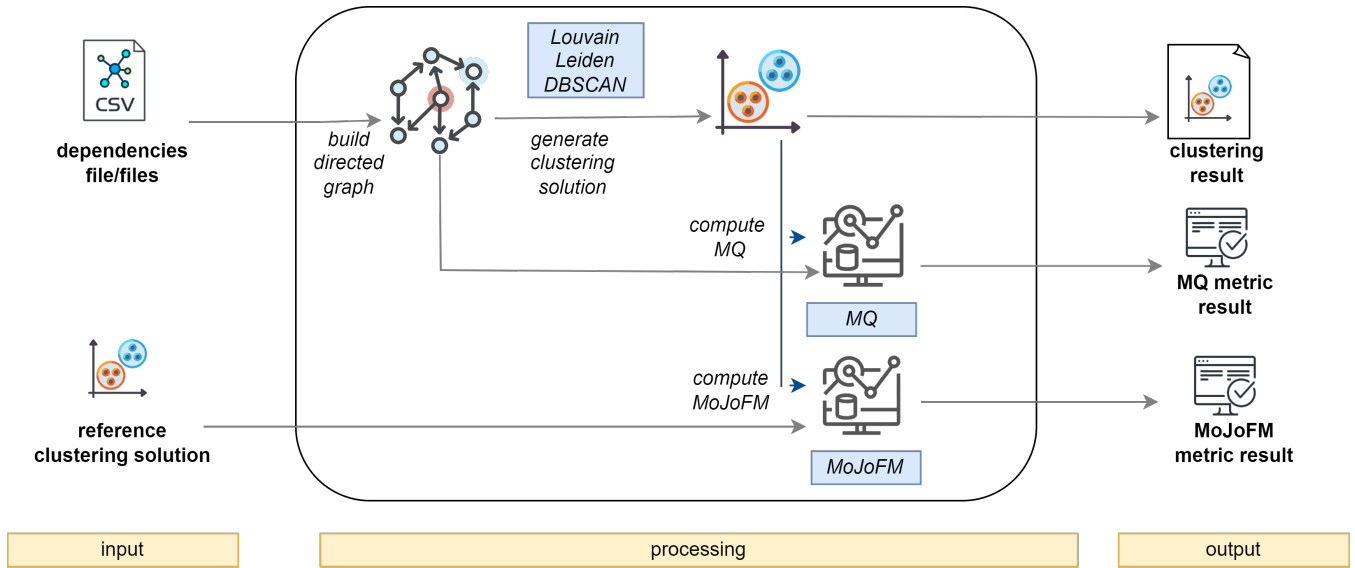 CSV
dependencies
file/files
build
directed
graph
Louvain
Leiden
DBSCAN
generate
clustering
solution
clustering
result
compute
MQ
MQ
MQ metric
result
reference
clustering solution
compute
MoJoFM
MoJoFM
MoJoFM
metric result
input
processing
output